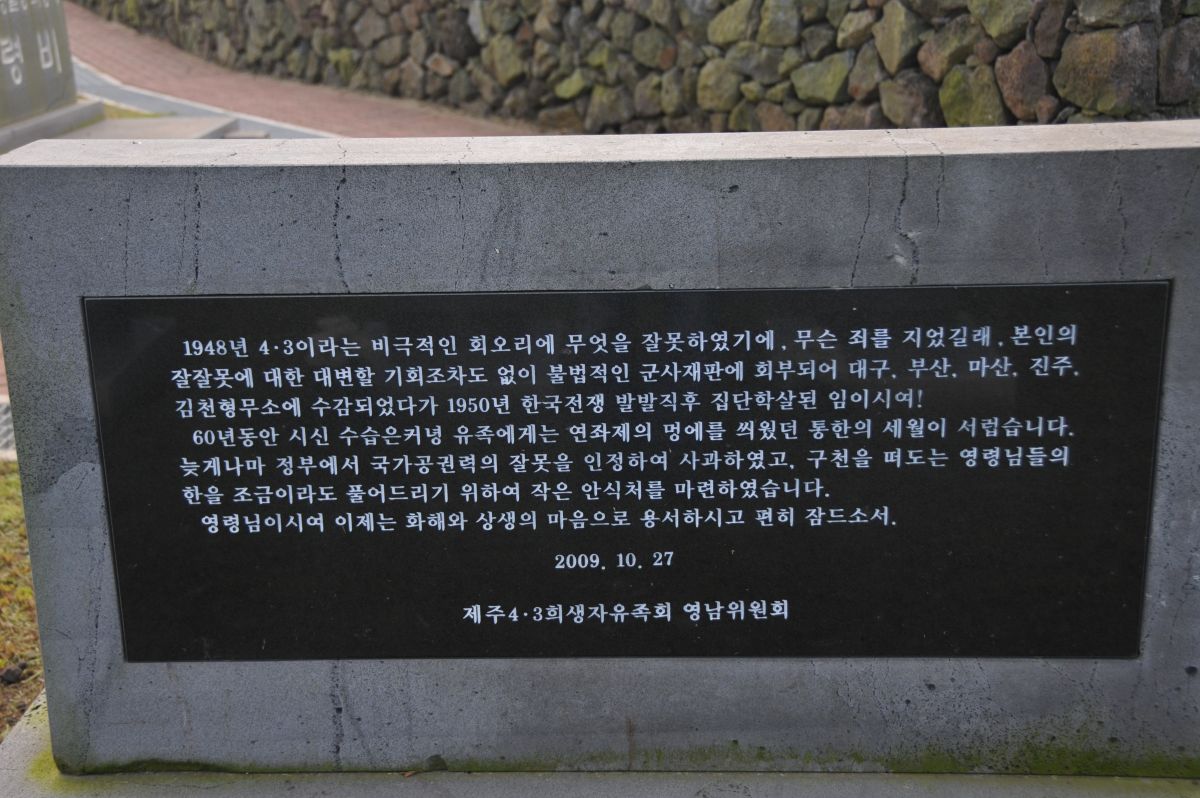 령비
1948년 4·3이라는 비극적인 회오리에 무엇을 잘못하였기에, 무슨 죄를 지었길래, 본인의
잘잘못에 대한 대변할 기회조차도 없이 불법적인 군사재판에 회부되어 대구, 부산, 마산, 진주,
김천형무소에 수감되었다가 1950년 한국전쟁 발발직후 집단학살된 임이시여!
60년동안 시신 수습은커녕 유족에게는 연좌제의 멍에를 씌웠던 통한의 세월이 서럽습니다.
늦게나마 정부에서 국가공권력의 잘못을 인정하여 사과하였고, 구천을 떠도는 영령님들의
한을 조금이라도 풀어드리기 위하여 작은 안식처를 마련하였습니다.
영령님이시여 이제는 화해와 상생의 마음으로 용서하시고 편히 잠드소서.
2009. 10. 27
제주4·3희생자유족회 영남위원회